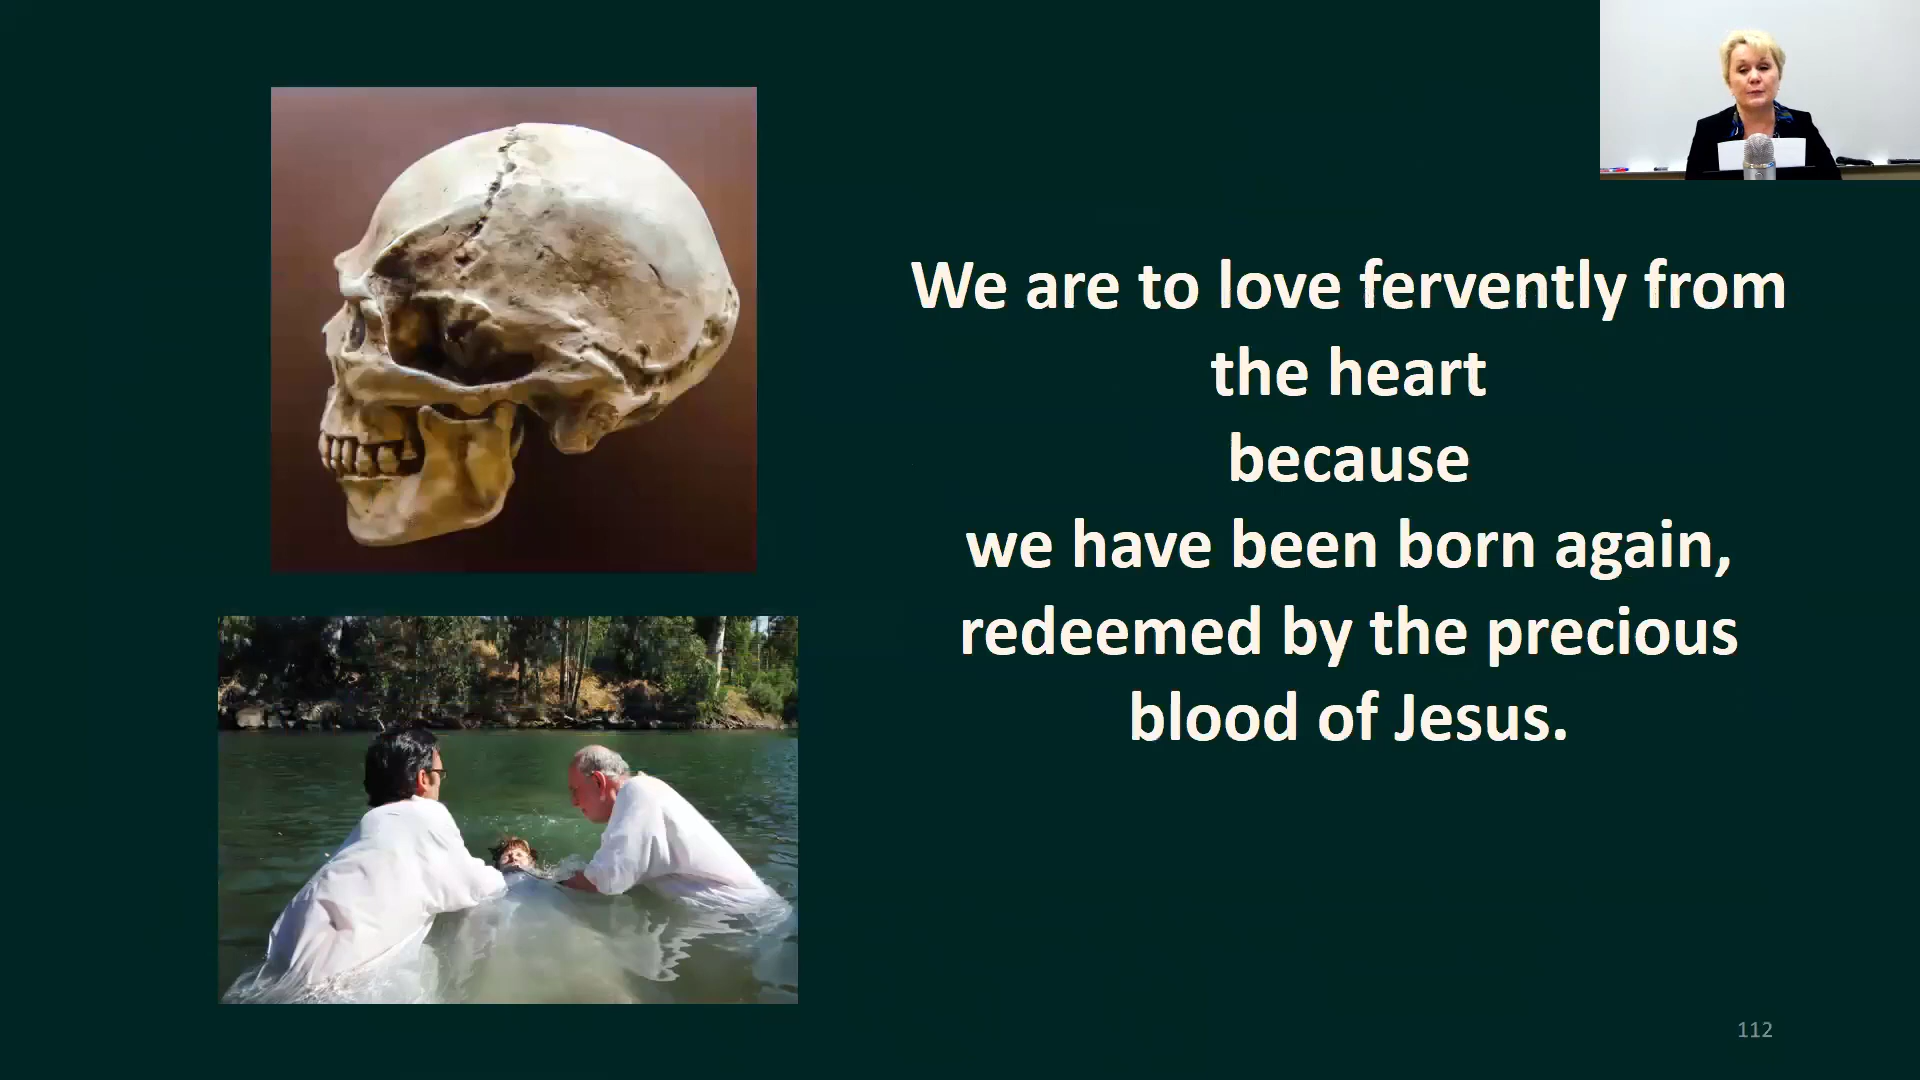 We are to love fervently from
the heart
because
we have been born again,
redeemed by the precious
blood of Jesus.
112